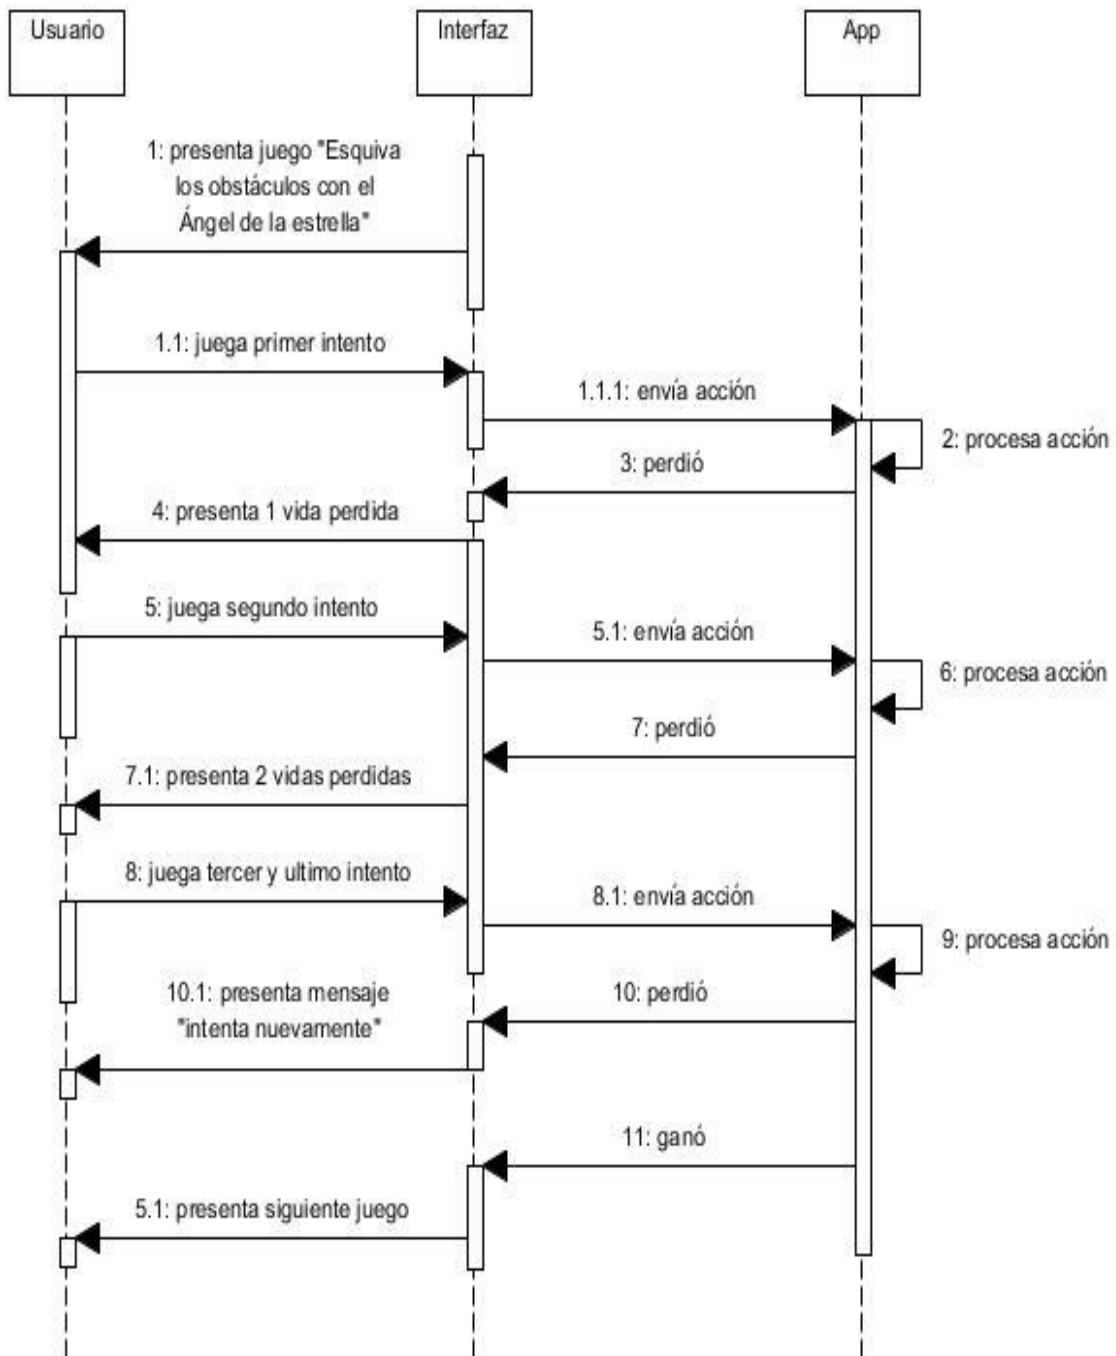 Usuario
Interfaz
App
1: presenta juego "Esquiva
los obstáculos con el
Ángel de la estrella"
1.1: juega primer intento
1.1.1: envía acción
2: procesa acción
3: perdió
4: presenta 1 vida perdida
5: juega segundo intento
5.1: envía acción
6: procesa acción
7: perdió
7.1: presenta 2 vidas perdidas
8: juega tercer y ultimo intento
8.1: envía acción
9: procesa acción
10: perdió
10.1: presenta mensaje
"intenta nuevamente"
11: ganó
5.1: presenta siguiente juego